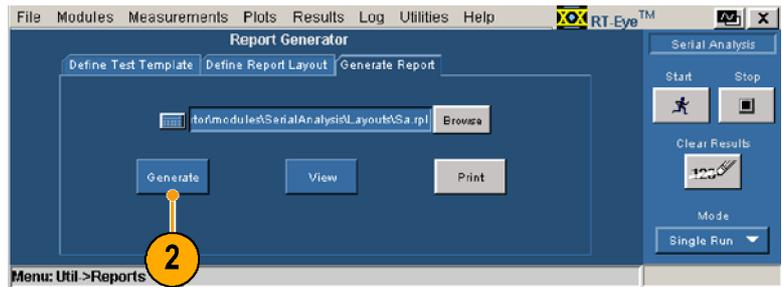 File Modules Measurements Plots Results Log Utilities Help RT-Eye™ X
Report Generator
Define Test Template Define Report Layout Generate Report
tor\modules\SerialAnalysis\Layouts\Sa.rpl Browse
Generate View Print
2
Menu: Util->Reports
Serial Analysis
Start Stop
Clear Results
123
Mode
Single Run